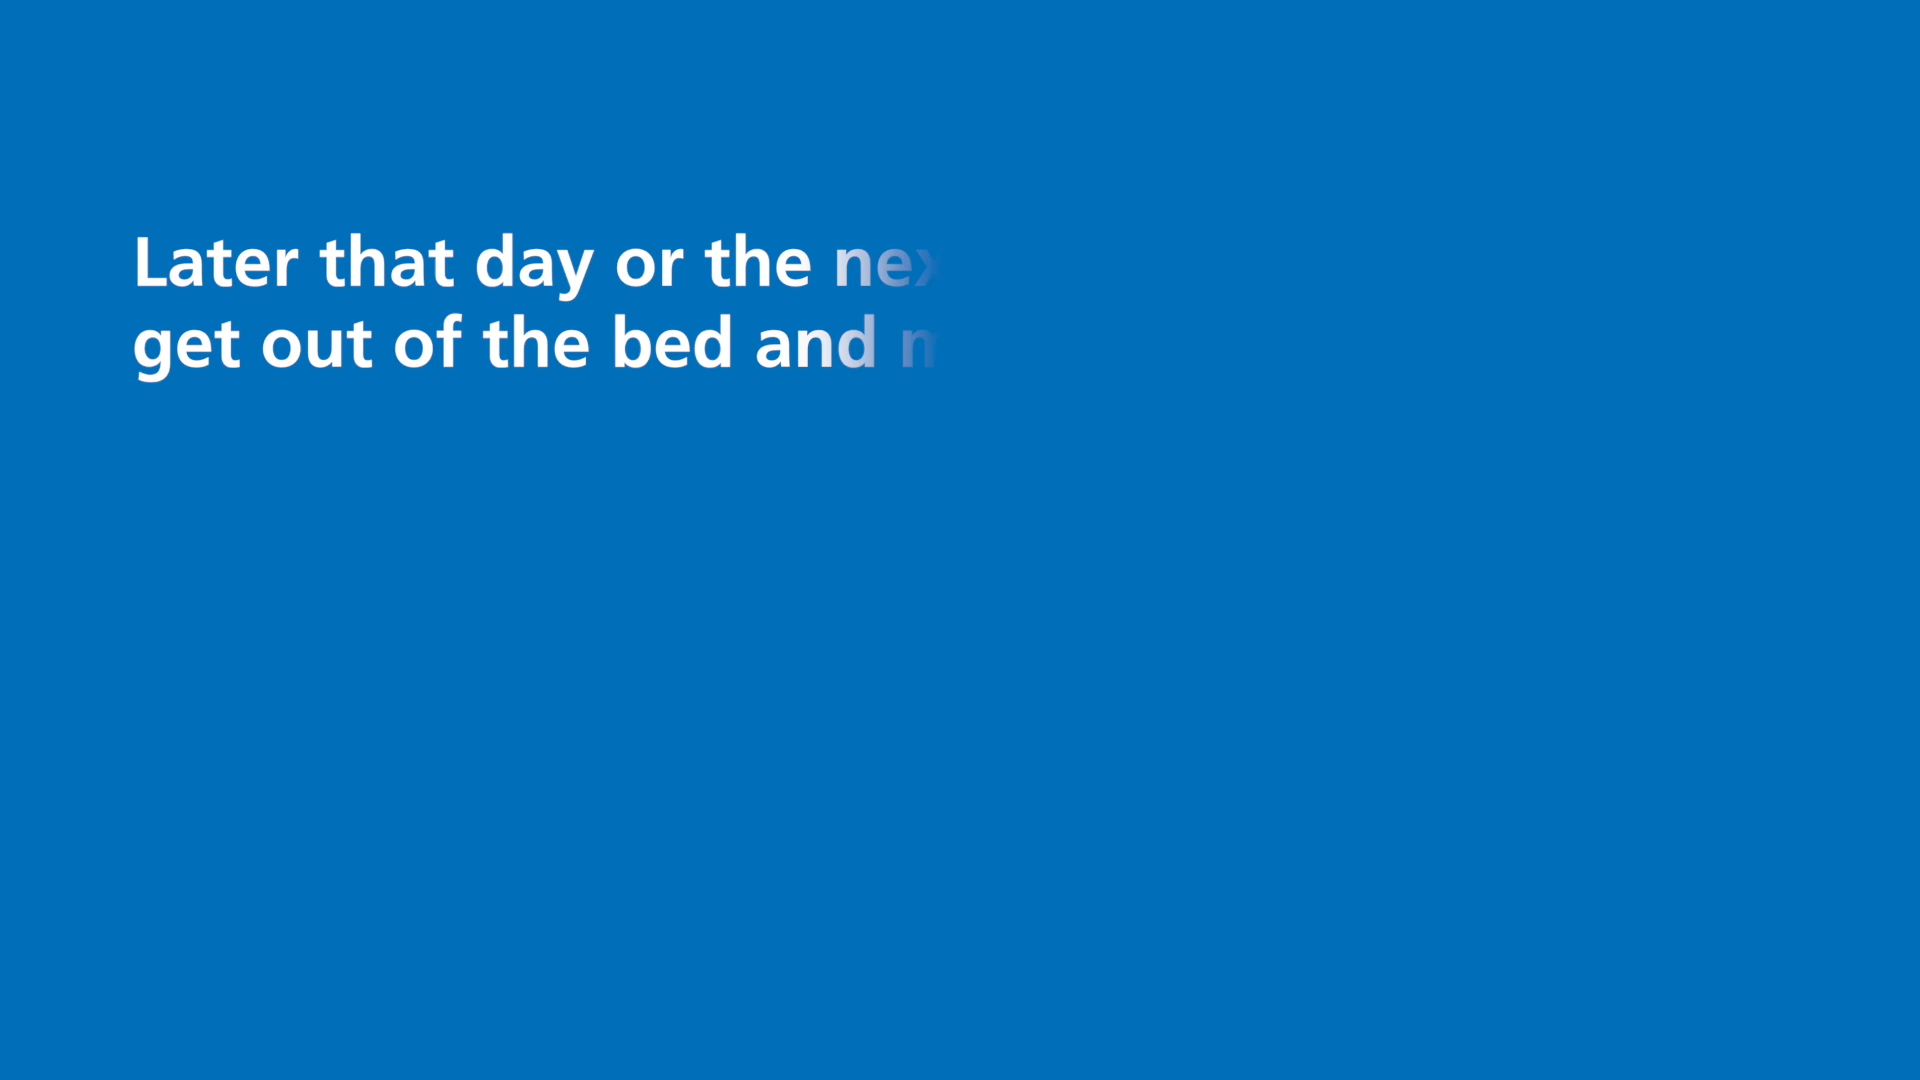 Later that day or the
get out of the bed and